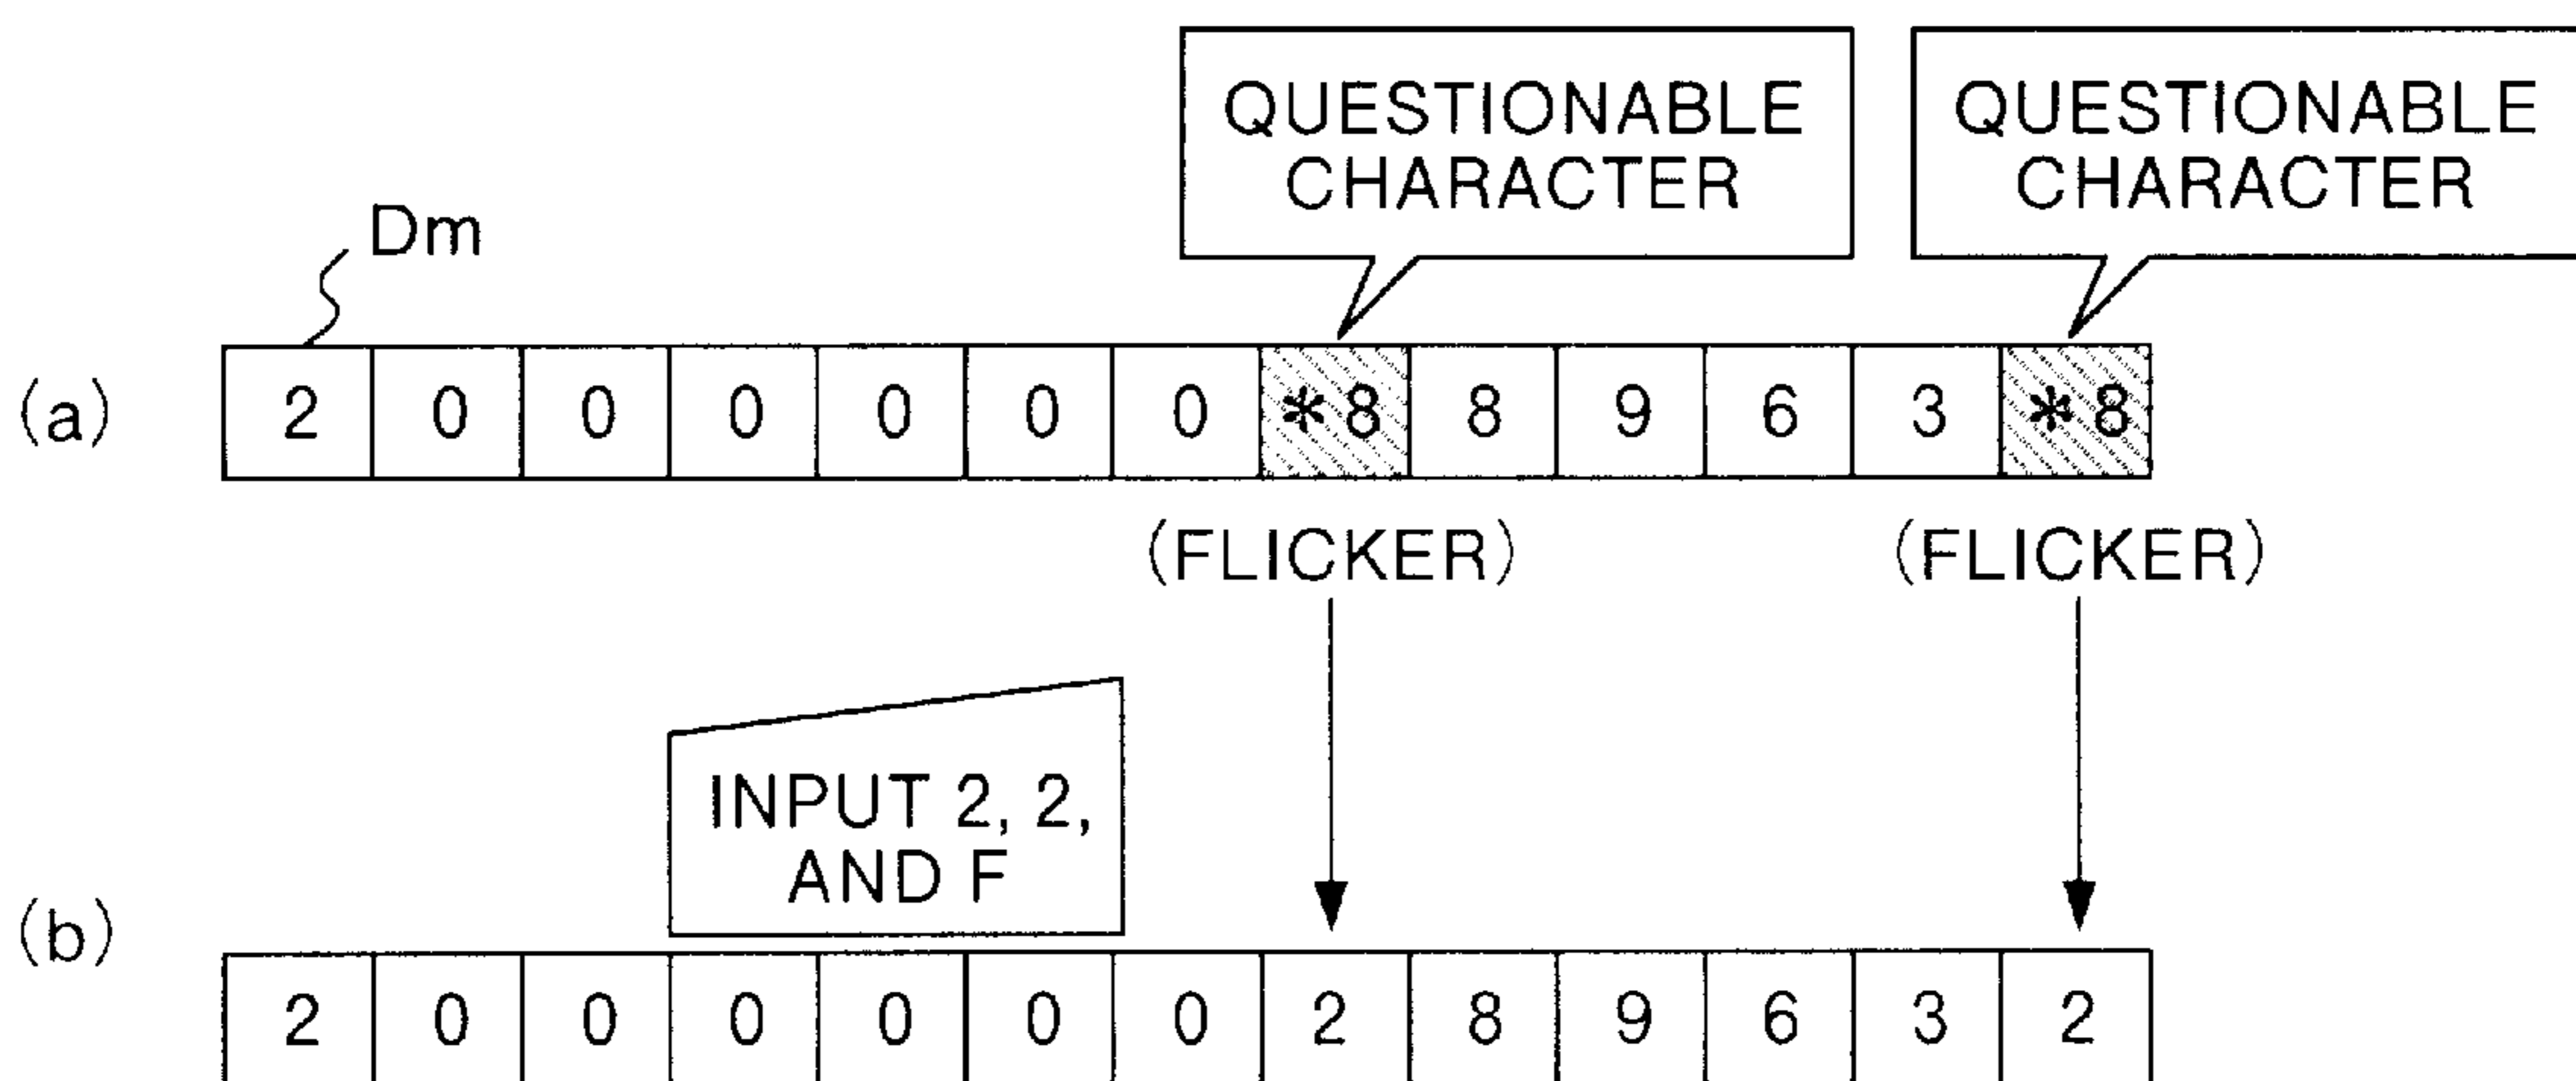 QUESTIONABLE CHARACTER
QUESTIONABLE CHARACTER
Dm
(a)
2 0 0 0 0 0 0 *8 8 9 6 3 *8
(FLICKER) (FLICKER)
INPUT 2, 2,
AND F
(b)
2 0 0 0 0 0 0 2 8 9 6 3 2